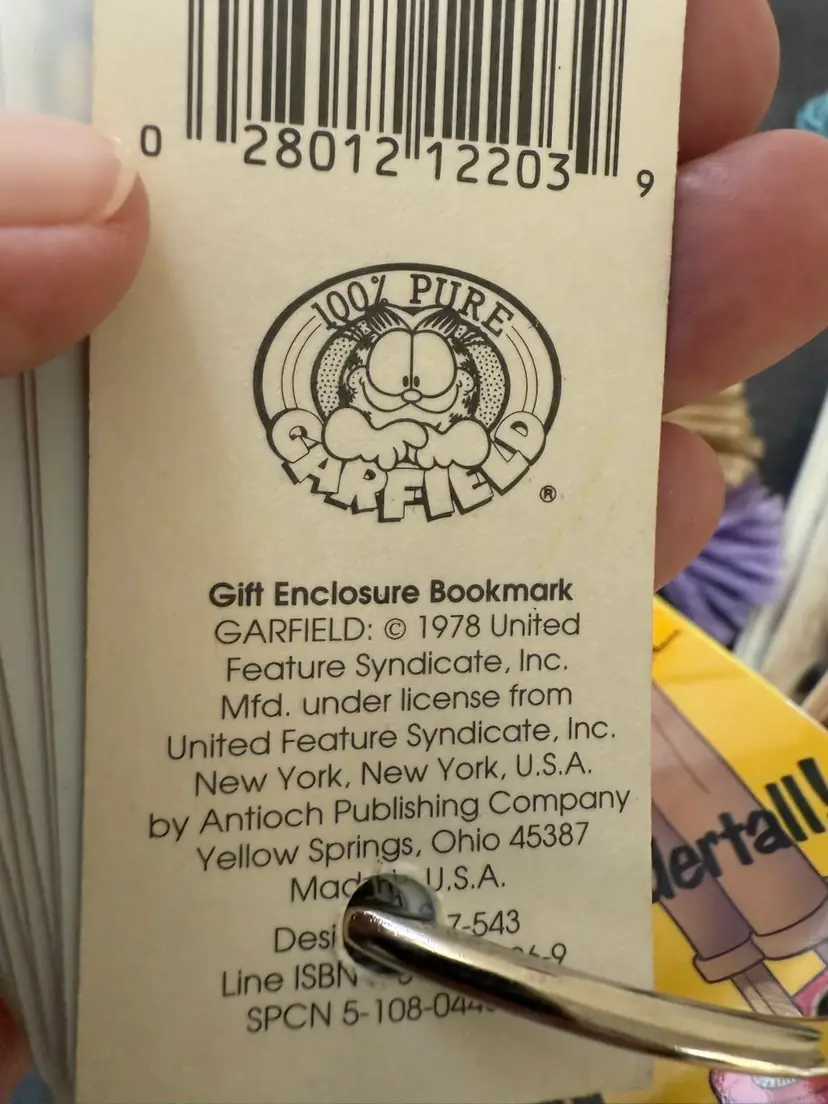 0 28012 12203 9
100% PURE
GARFIELD ®
Gift Enclosure Bookmark
GARFIELD: © 1978 United
Feature Syndicate, Inc.
Mfd. under license from
United Feature Syndicate, Inc.
New York, New York, U.S.A.
by Antioch Publishing Company
Yellow Springs, Ohio 45387
U.S.A.
7-543
Line ISBN
SPCN